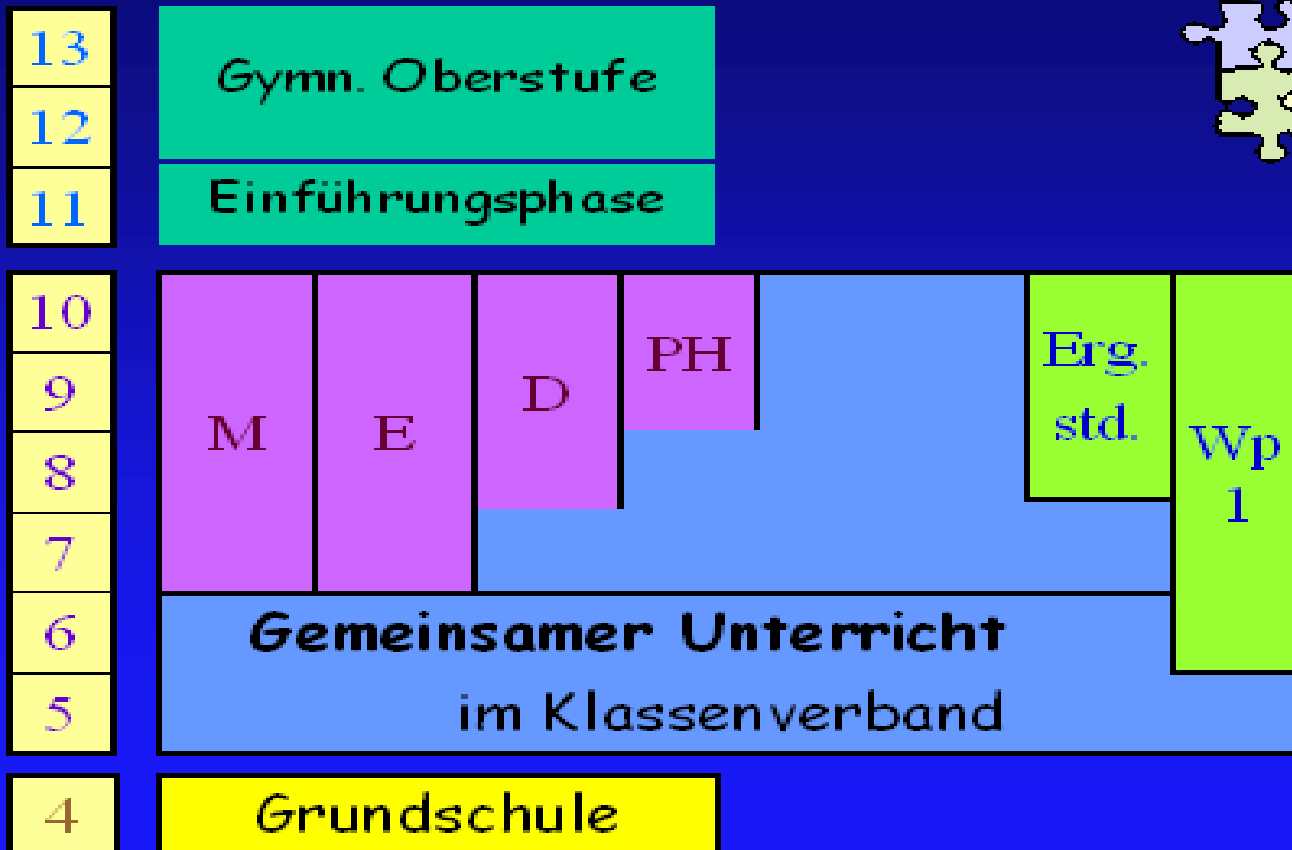 13
Gymn. Oberstufe
12
11
Einführungsphase
10
9
8
7
M
E
D
PH
Erg.
std.
Wp
1
6
Gemeinsamer Unterricht
5
im Klassenverband
4
Grundschule